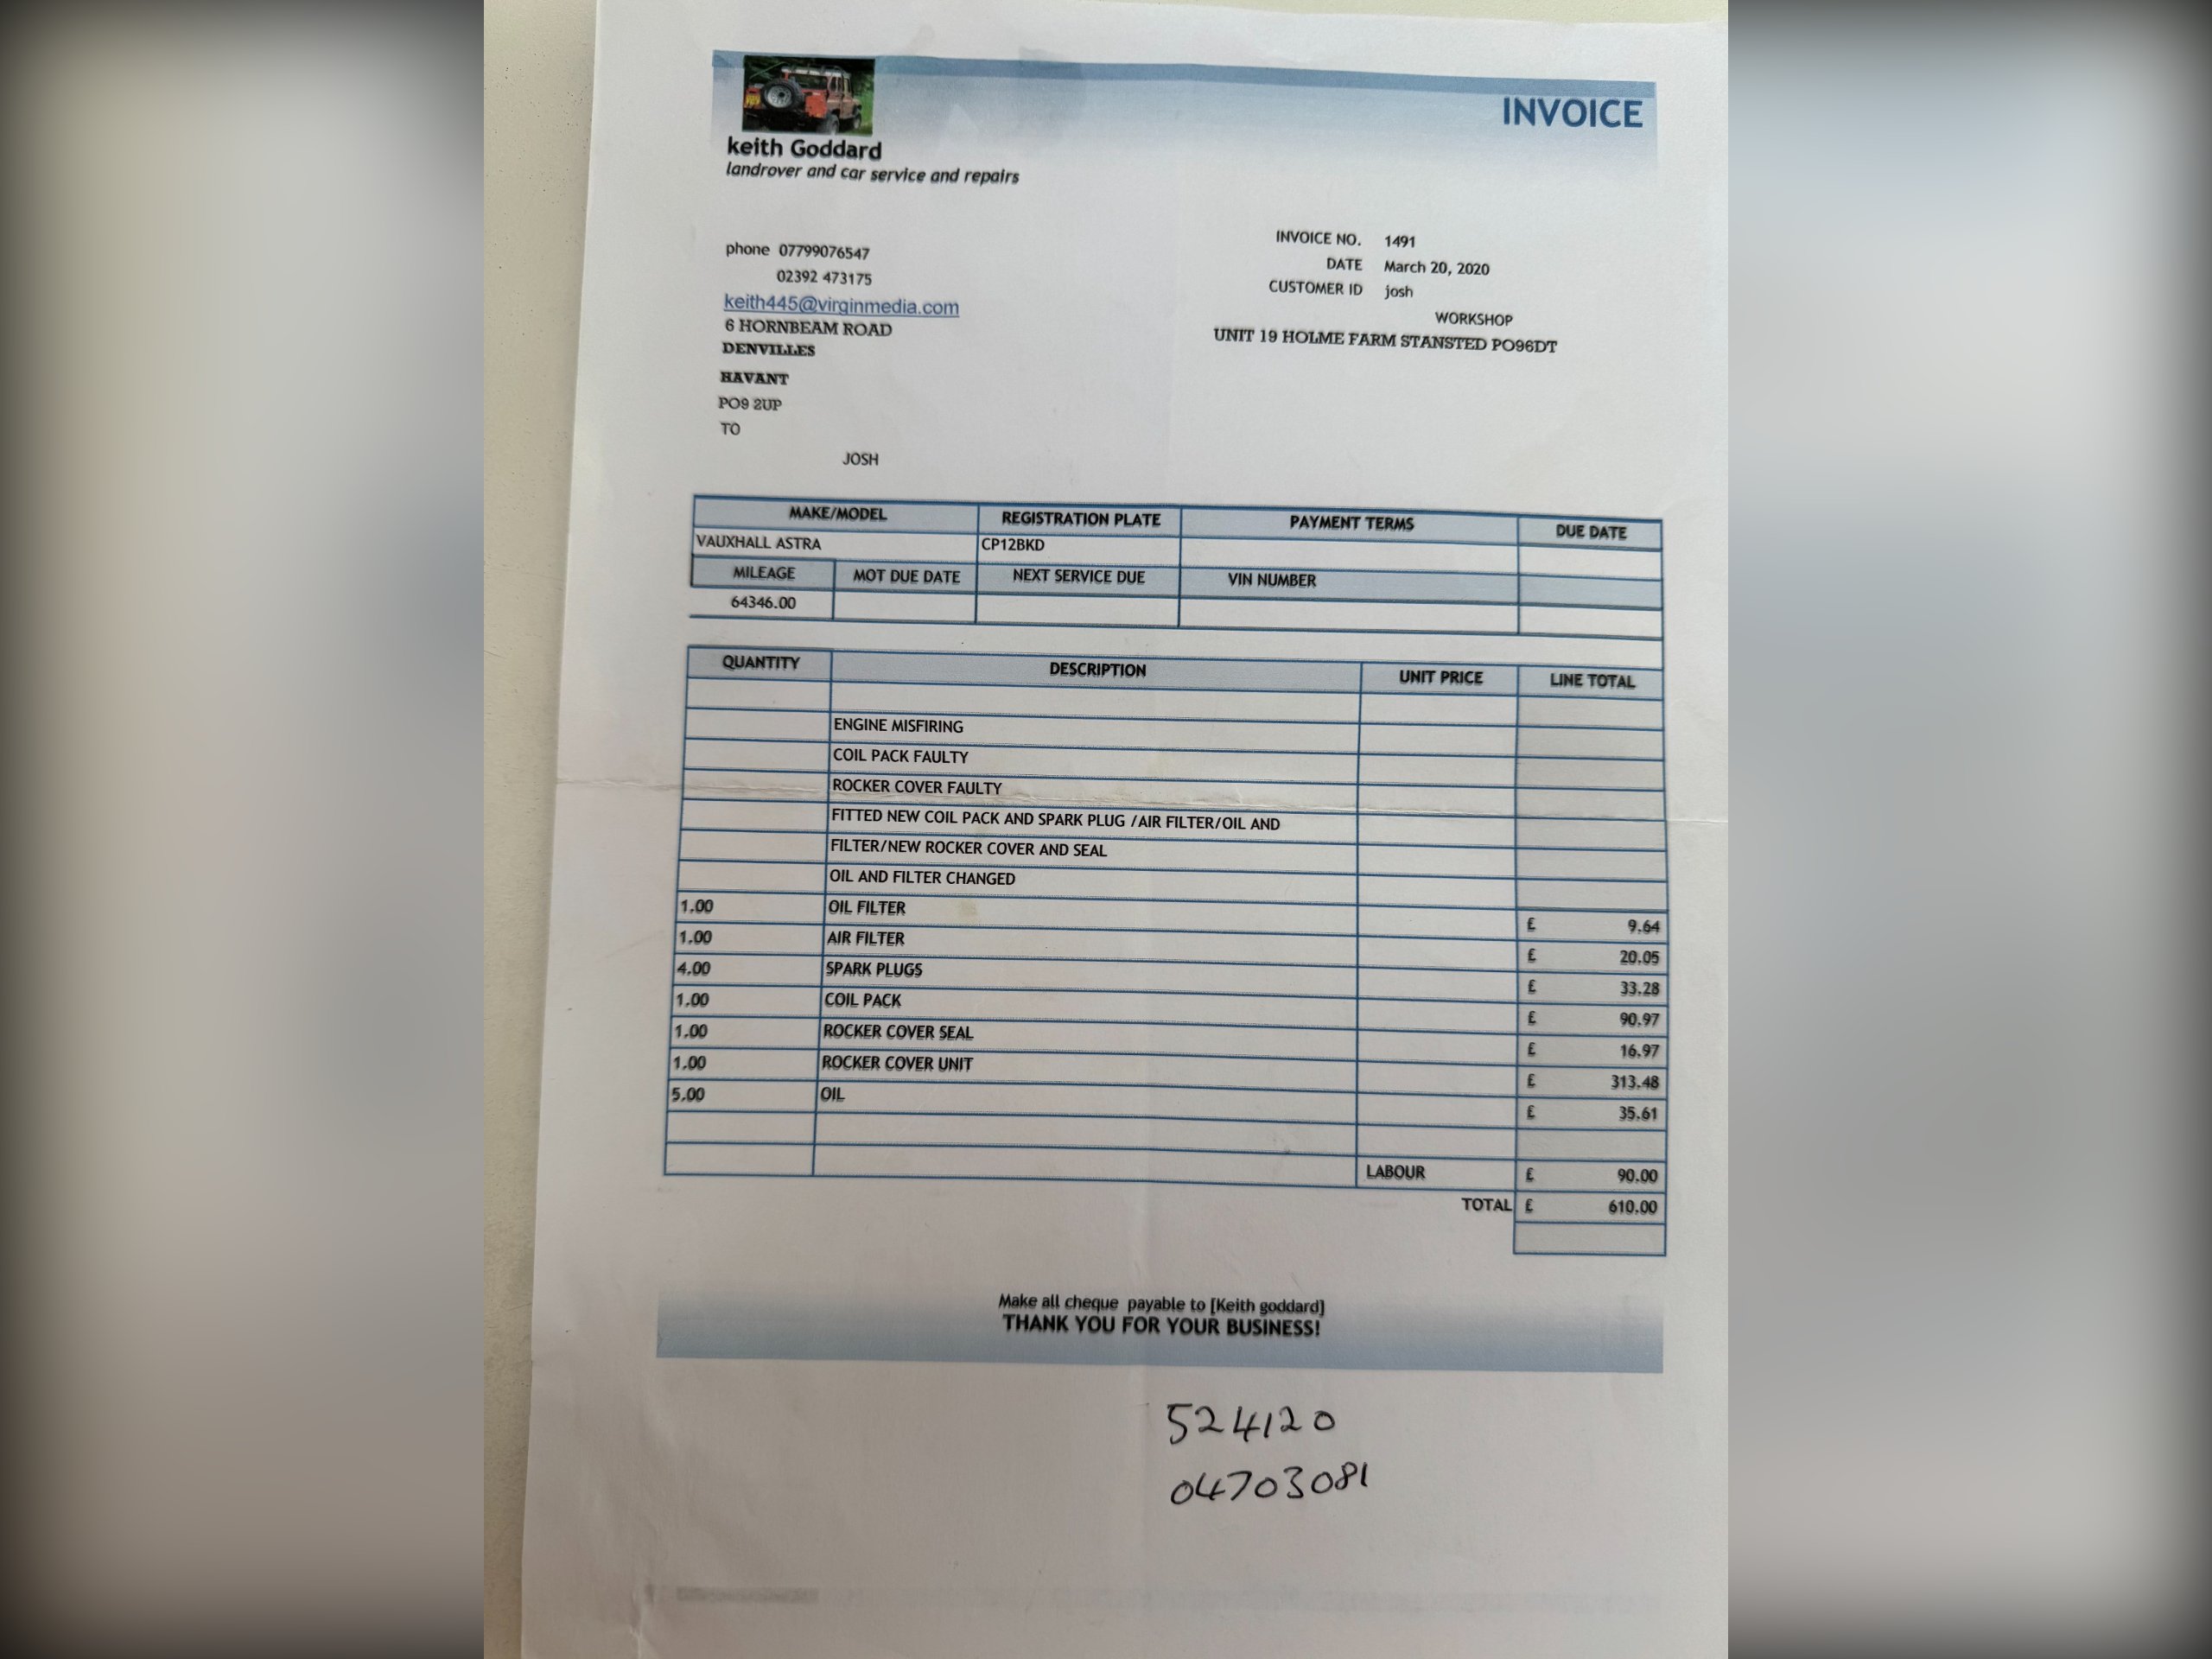 INVOICE
keith Goddard
landrover and car service and repairs
phone 07799076547
02392 473175
keith445@virginmedia.com
6 HORNBEAM ROAD
DENVILLES
HAVANT
PO9 2UP
TO
JOSH
INVOICE NO. 1491
DATE March 20, 2020
CUSTOMER ID josh
WORKSHOP
UNIT 19 HOLME FARM STANSTED PO96DT
MAKE/MODEL REGISTRATION PLATE PAYMENT TERMS DUE DATE
VAUXHALL ASTRA CP12BKD
MILEAGE MOT DUE DATE NEXT SERVICE DUE VIN NUMBER
64346.00
QUANTITY DESCRIPTION UNIT PRICE LINE TOTAL
ENGINE MISFIRING
COIL PACK FAULTY
ROCKER COVER FAULTY
FITTED NEW COIL PACK AND SPARK PLUG /AIR FILTER/OIL AND
FILTER/NEW ROCKER COVER AND SEAL
OIL AND FILTER CHANGED
1.00 OIL FILTER £ 9.64
1.00 AIR FILTER £ 20.05
4.00 SPARK PLUGS £ 33.28
1.00 COIL PACK £ 90.97
1.00 ROCKER COVER SEAL £ 16.97
1.00 ROCKER COVER UNIT £ 313.48
5.00 OIL £ 35.61
LABOUR £ 90.00
TOTAL £ 610.00
Make all cheque payable to [Keith goddard]
THANK YOU FOR YOUR BUSINESS!
524120
04703081